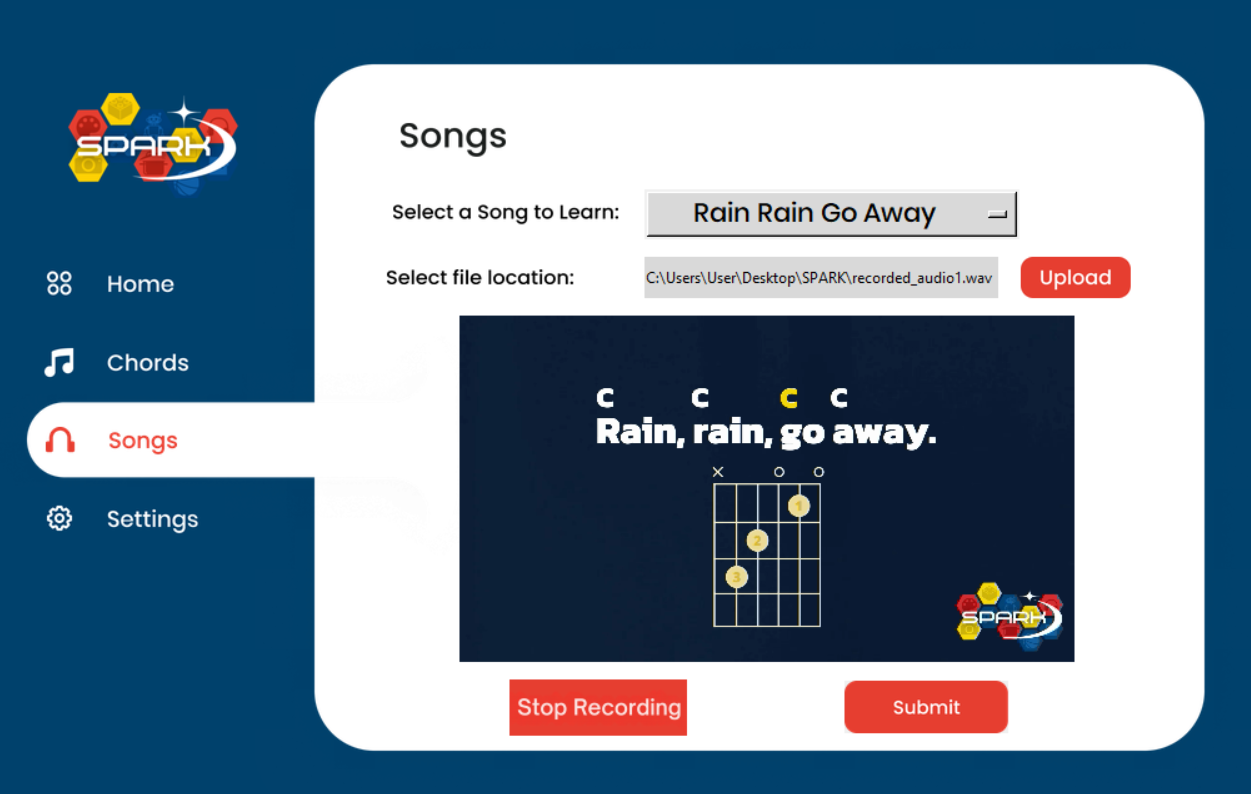 SPARK
Songs
Select a Song to Learn: Rain Rain Go Away
Select file location: C:\Users\User\Desktop\SPARK\recorded_audio1.wav Upload
Home
Chords
Songs
Settings
C C C C
Rain, rain, go away.
x o o
1
2
3
SPARK
Stop Recording Submit